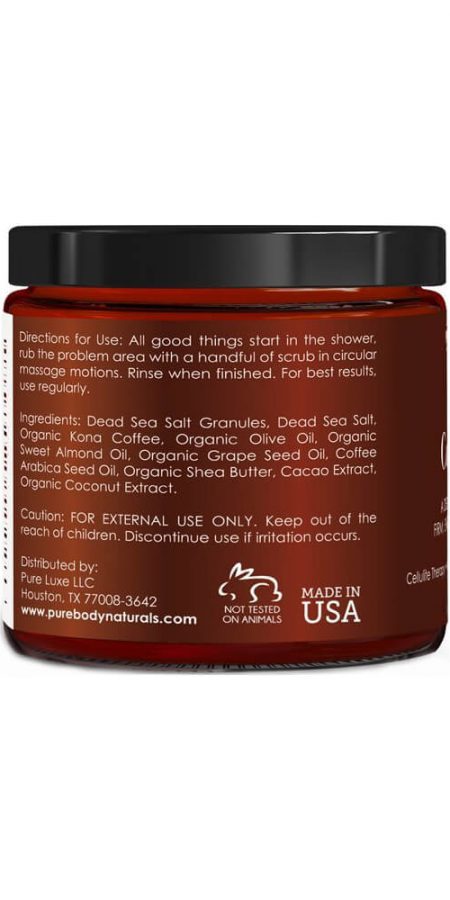 Directions for Use: All good things start in the shower,
rub the problem area with a handful of scrub in circular
massage motions. Rinse when finished. For best results,
use regularly.
Ingredients: Dead Sea Salt Granules, Dead Sea Salt,
Organic Kona Coffee, Organic Olive Oil, Organic
Sweet Almond Oil, Organic Grape Seed Oil, Coffee
Arabica Seed Oil, Organic Shea Butter, Cacao Extract,
Organic Coconut Extract.
Caution: FOR EXTERNAL USE ONLY. Keep out of the
reach of children. Discontinue use if irritation occurs.
Distributed by:
Pure Luxe LLC
Houston, TX 77008-3642
www.purebodynaturals.com
NOT TESTED
ON ANIMALS
MADE IN
USA
Cellulite Therapy